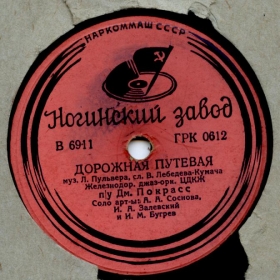 НАРКОММАШ СССР
Ногинский завод
В 6911
ГРК 0612
ДОРОЖНАЯ ПУТЕВАЯ
муз. Л. Пульвера, сл. В. Лебедева-Кумача
Железнодор. джаз-орк. ЦДКЖ
п/у Дм. Покрасс
Соло арт-ы: А. А. Соснова,
И. А. Залевский
и И. М. Бугрев